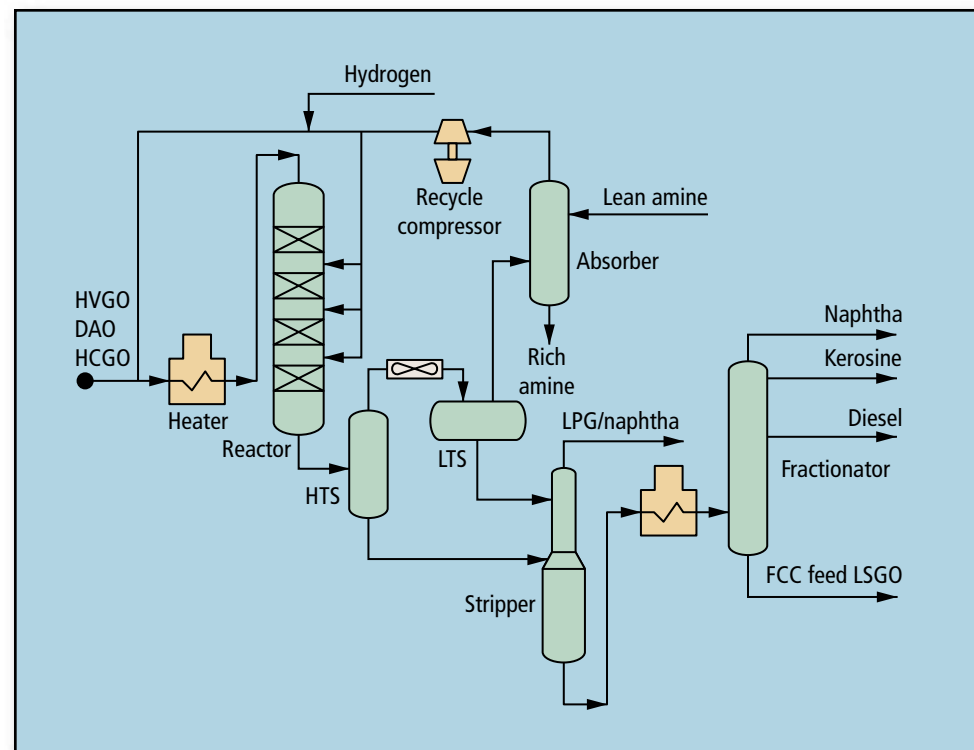 Hydrogen
Recycle
compressor
Lean amine
Absorber
HVGO
DAO
HCGO
Rich
amine
Naphtha
Kerosine
Heater
Reactor
LTS
LPG/naphtha
Diesel
Fractionator
HTS
Stripper
FCC feed LSGO